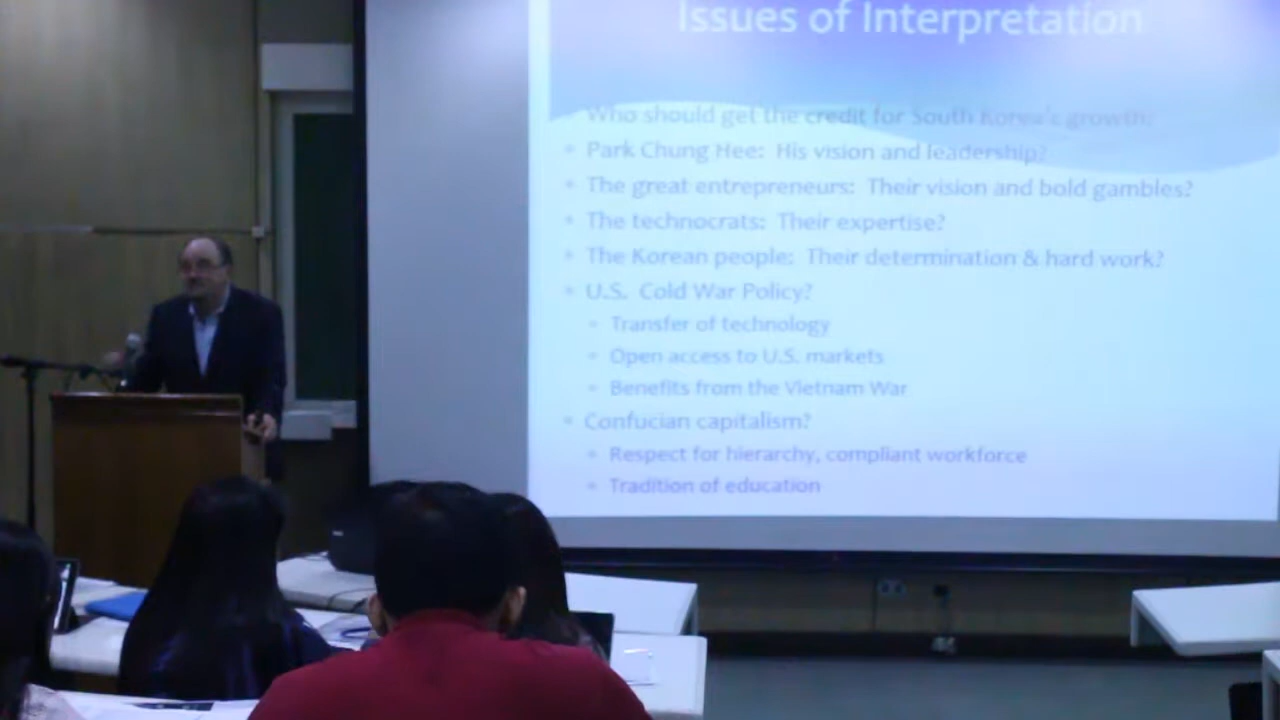 Issues of Interpretation
Who should get the credit for South Korea's growth:
• Park Chung Hee: His vision and leadership?
• The great entrepreneurs: Their vision and bold gambles?
• The technocrats: Their expertise?
• The Korean people: Their determination & hard work?
• U.S. Cold War Policy?
• Transfer of technology
• Open access to U.S. markets
• Benefits from the Vietnam War
• Confucian capitalism?
• Respect for hierarchy, compliant workforce
• Tradition of education